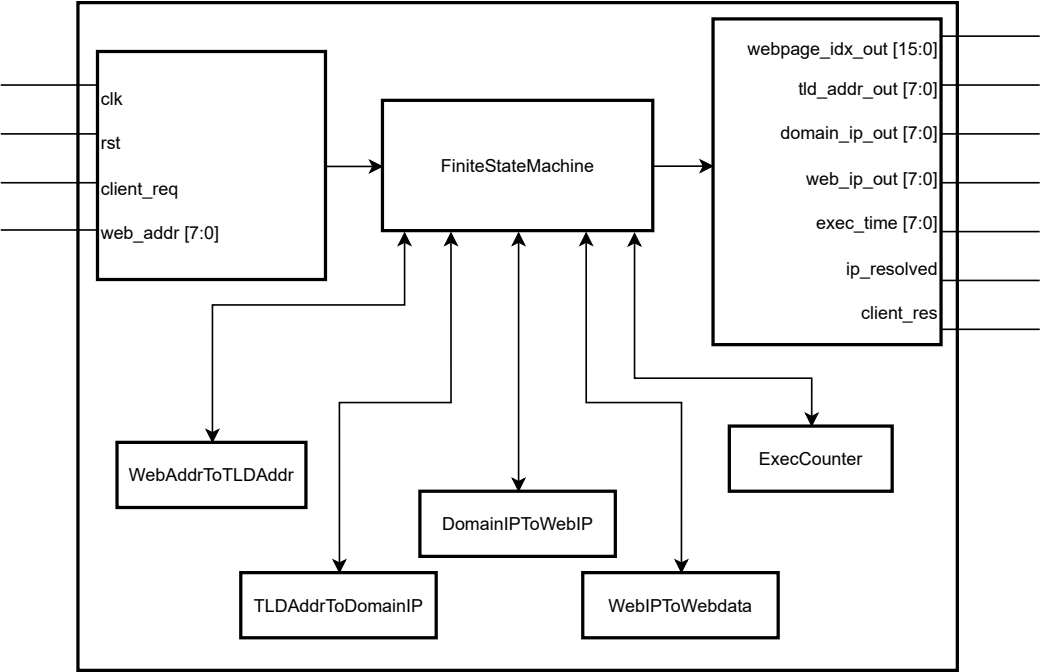 clk
rst
client_req
web_addr [7:0]
FiniteStateMachine
webpage_idx_out [15:0]
tld_addr_out [7:0]
domain_ip_out [7:0]
web_ip_out [7:0]
exec_time [7:0]
ip_resolved
client_res
WebAddrToTLDAddr
TLDAddrToDomainIP
DomainIPToWebIP
WebIPToWebdata
ExecCounter